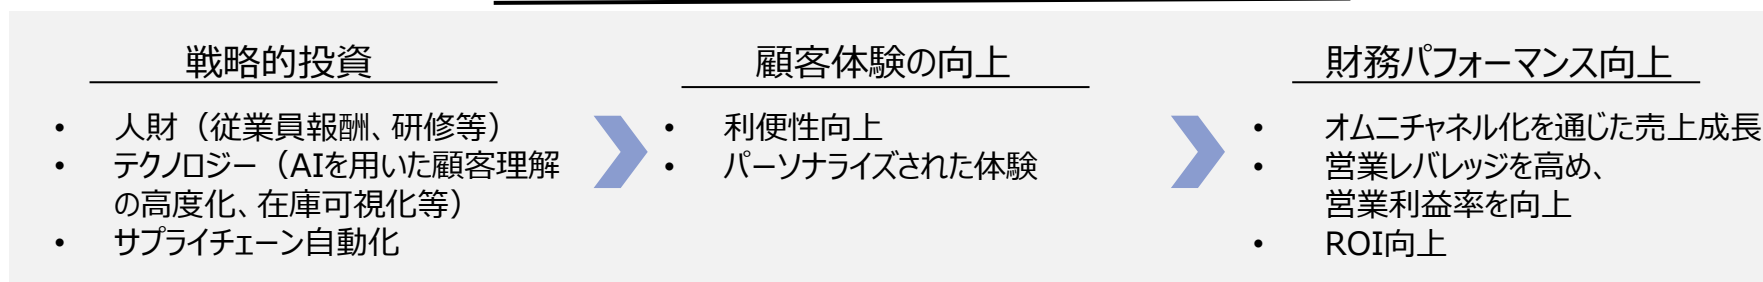 戦略的投資
• 人財（従業員報酬、研修等）
• テクノロジー（AIを用いた顧客理解
の高度化、在庫可視化等）
• サプライチェーン自動化
顧客体験の向上
• 利便性向上
• パーソナライズされた体験
財務パフォーマンス向上
• オムニチャネル化を通じた売上成長
• 営業レバレッジを高め、
営業利益率を向上
• ROI向上